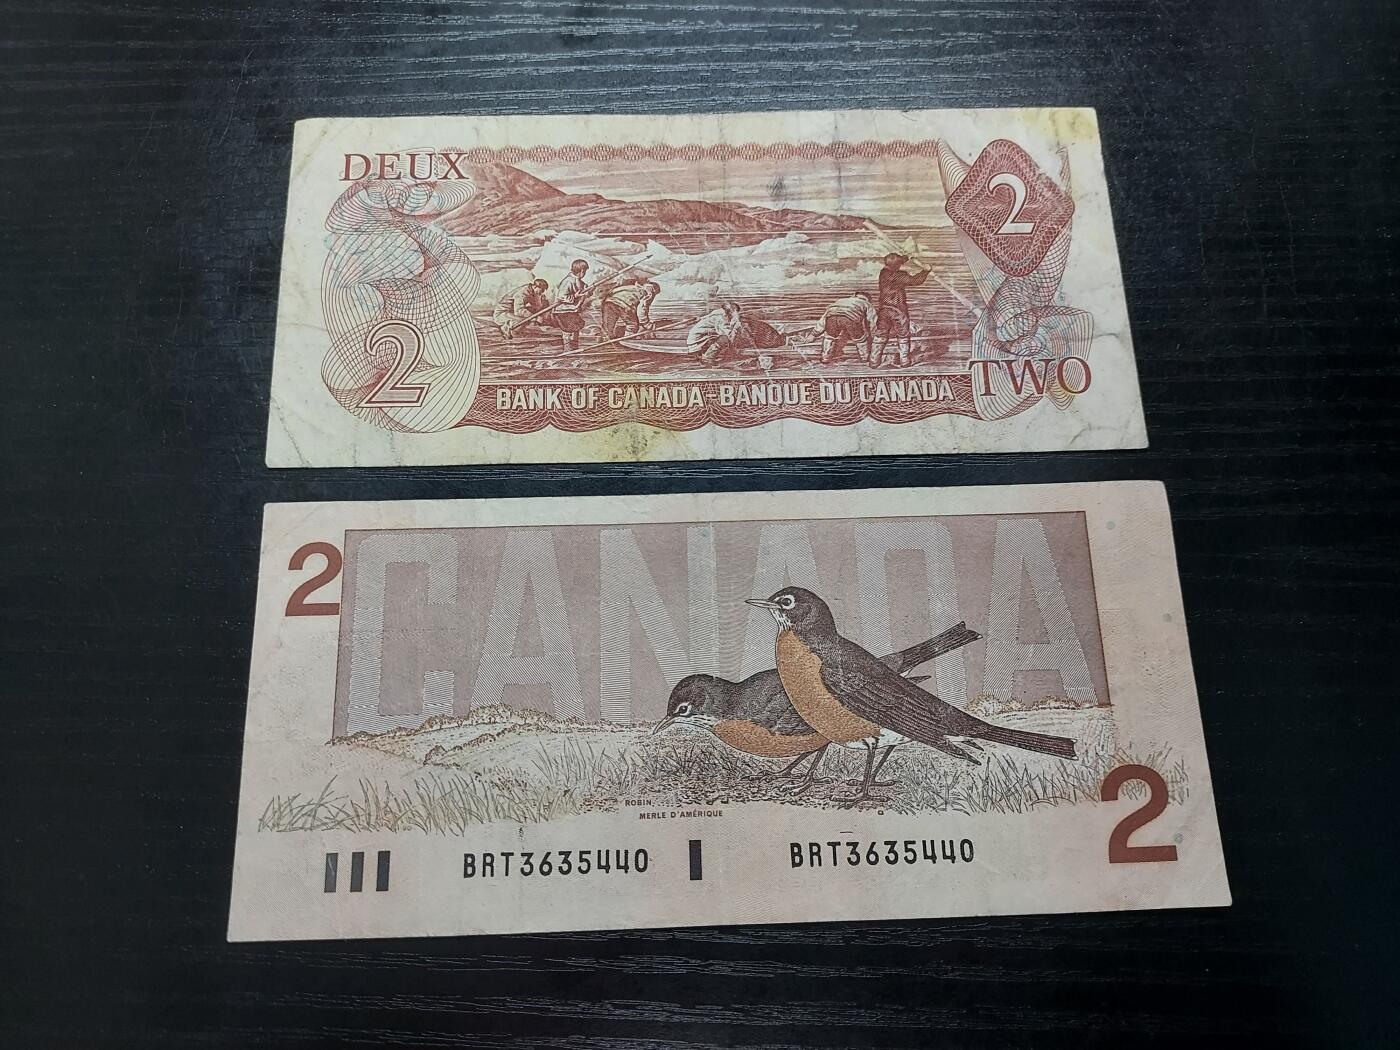 DEUX
2
2
BANK OF CANADA-BANQUE DU CANADA
TWO
2
CANADA
ROBIN
MERLE D'AMÉRIQUE
2
BRT3635440
BRT3635440